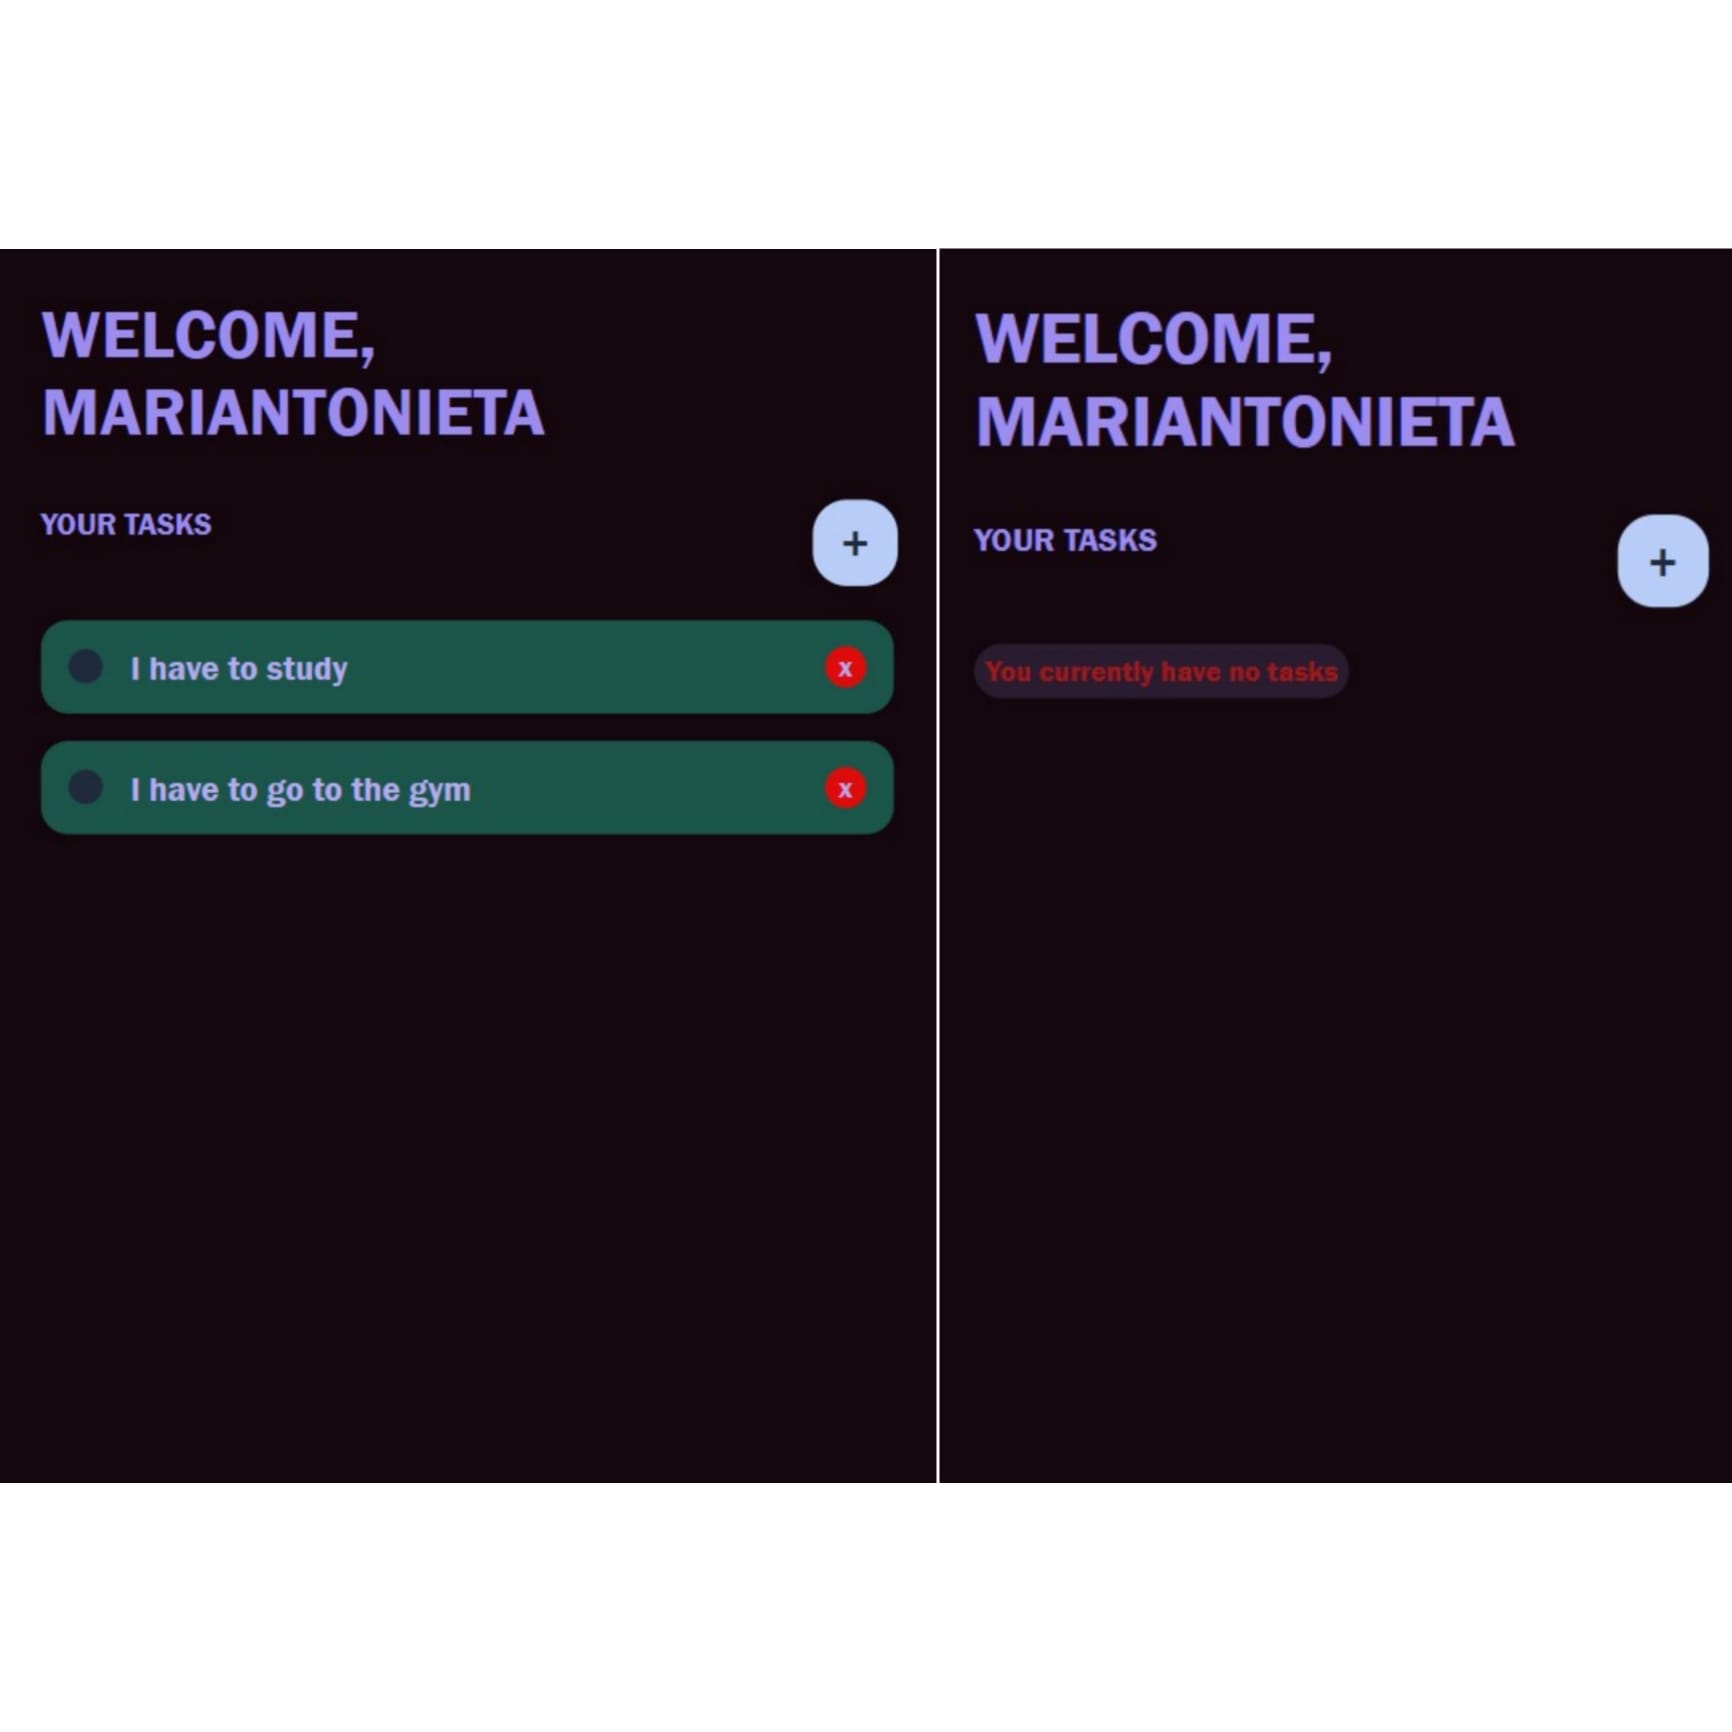 WELCOME,
MARIANTONIETA
YOUR TASKS
+
I have to study
x
I have to go to the gym
x
WELCOME,
MARIANTONIETA
YOUR TASKS
+
You currently have no tasks